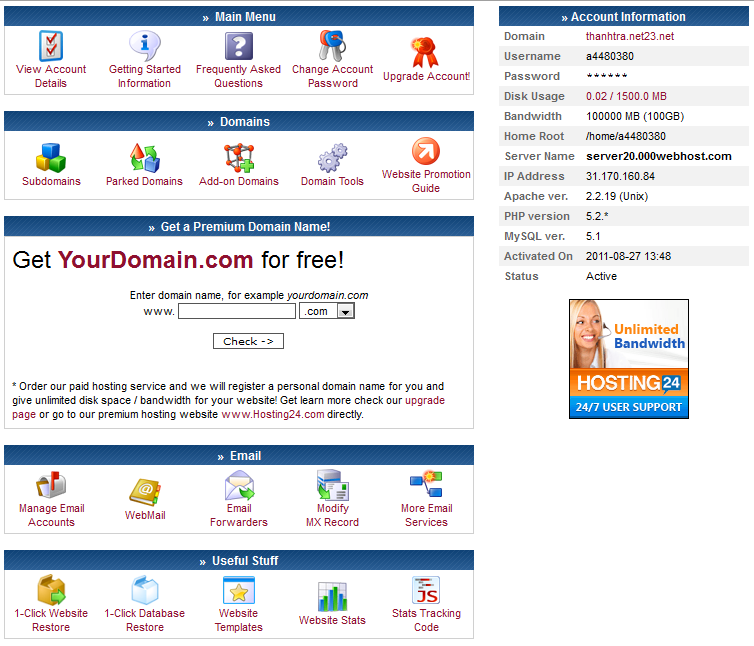 » Main Menu
View Account
Details
Getting Started
Information
Frequently Asked
Questions
Change Account
Password
Upgrade Account!
» Domains
Subdomains
Parked Domains
Add-on Domains
Domain Tools
Website Promotion
Guide
» Get a Premium Domain Name!
Get YourDomain.com for free!
Enter domain name, for example yourdomain.com
www.
.com
Check ->
* Order our paid hosting service and we will register a personal domain name for you and
give unlimited disk space / bandwidth for your website! Get learn more check our upgrade
page or go to our premium hosting website www.Hosting24.com directly.
» Email
Manage Email
Accounts
WebMail
Email
Forwarders
Modify
MX Record
More Email
Services
» Useful Stuff
1-Click Website
Restore
1-Click Database
Restore
Website
Templates
Website Stats
JS
Stats Tracking
Code
» Account Information
Domain thanhtra.net23.net
Username a4480380
Password ******
Disk Usage 0.02 / 1500.0 MB
Bandwidth 100000 MB (100GB)
Home Root /home/a4480380
Server Name server20.000webhost.com
IP Address 31.170.160.84
Apache ver. 2.2.19 (Unix)
PHP version 5.2.*
MySQL ver. 5.1
Activated On 2011-08-27 13:48
Status Active
Unlimited
Bandwidth
HOSTING24
24/7 USER SUPPORT